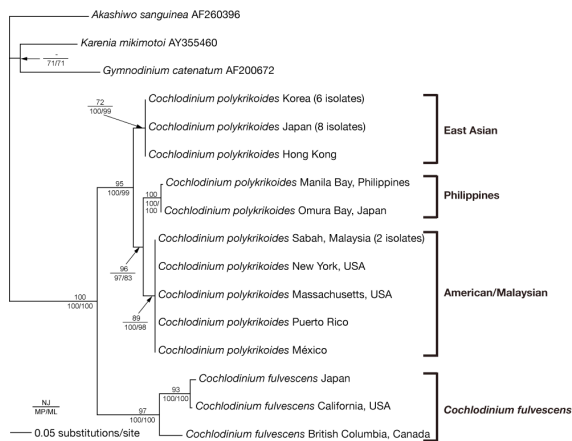 Akashiwo sanguinea AF260396
Karenia mikimotoi AY355460
-
71/71
Gymnodinium catenatum AF200672
72
100/99
Cochlodinium polykrikoides Korea (6 isolates)
Cochlodinium polykrikoides Japan (8 isolates)
Cochlodinium polykrikoides Hong Kong
East Asian
95
100/99
100
100/
100
Cochlodinium polykrikoides Manila Bay, Philippines
Cochlodinium polykrikoides Omura Bay, Japan
Philippines
96
97/83
Cochlodinium polykrikoides Sabah, Malaysia (2 isolates)
Cochlodinium polykrikoides New York, USA
Cochlodinium polykrikoides Massachusetts, USA
Cochlodinium polykrikoides Puerto Rico
Cochlodinium polykrikoides México
American/Malaysian
89
100/98
100
100/100
93
100/100
Cochlodinium fulvescens Japan
Cochlodinium fulvescens California, USA
97
100/100
Cochlodinium fulvescens British Columbia, Canada
Cochlodinium fulvescens
NJ
MP/ML
0.05 substitutions/site